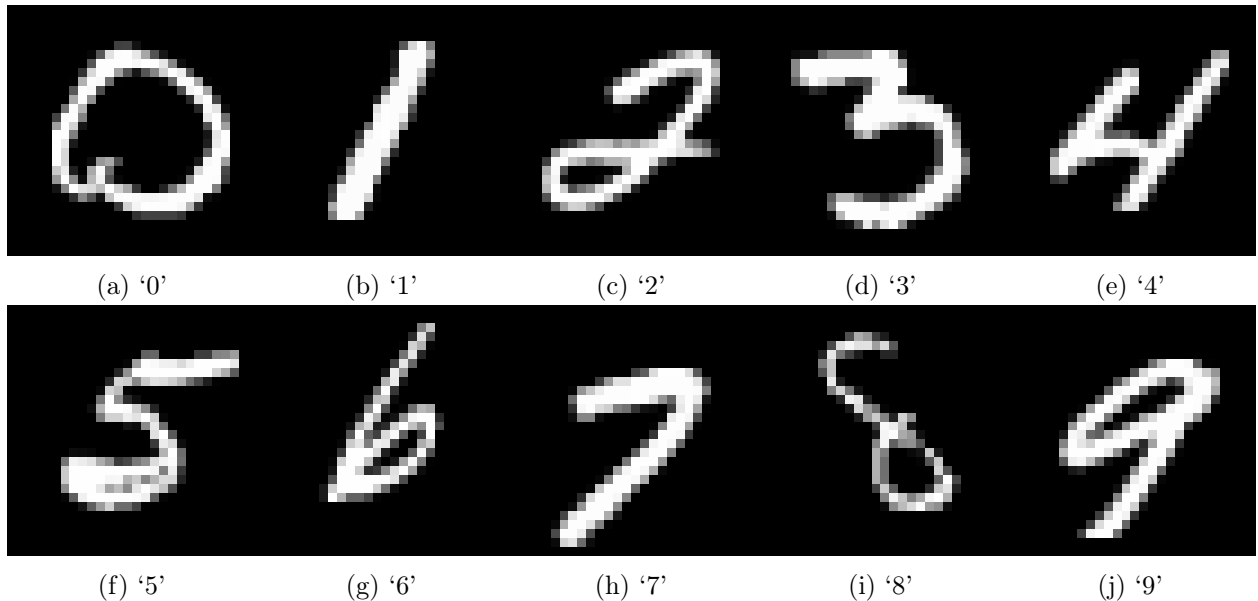 0 1 2 3 4
(a) ‘0’ (b) ‘1’ (c) ‘2’ (d) ‘3’ (e) ‘4’
5 6 7 8 9
(f) ‘5’ (g) ‘6’ (h) ‘7’ (i) ‘8’ (j) ‘9’